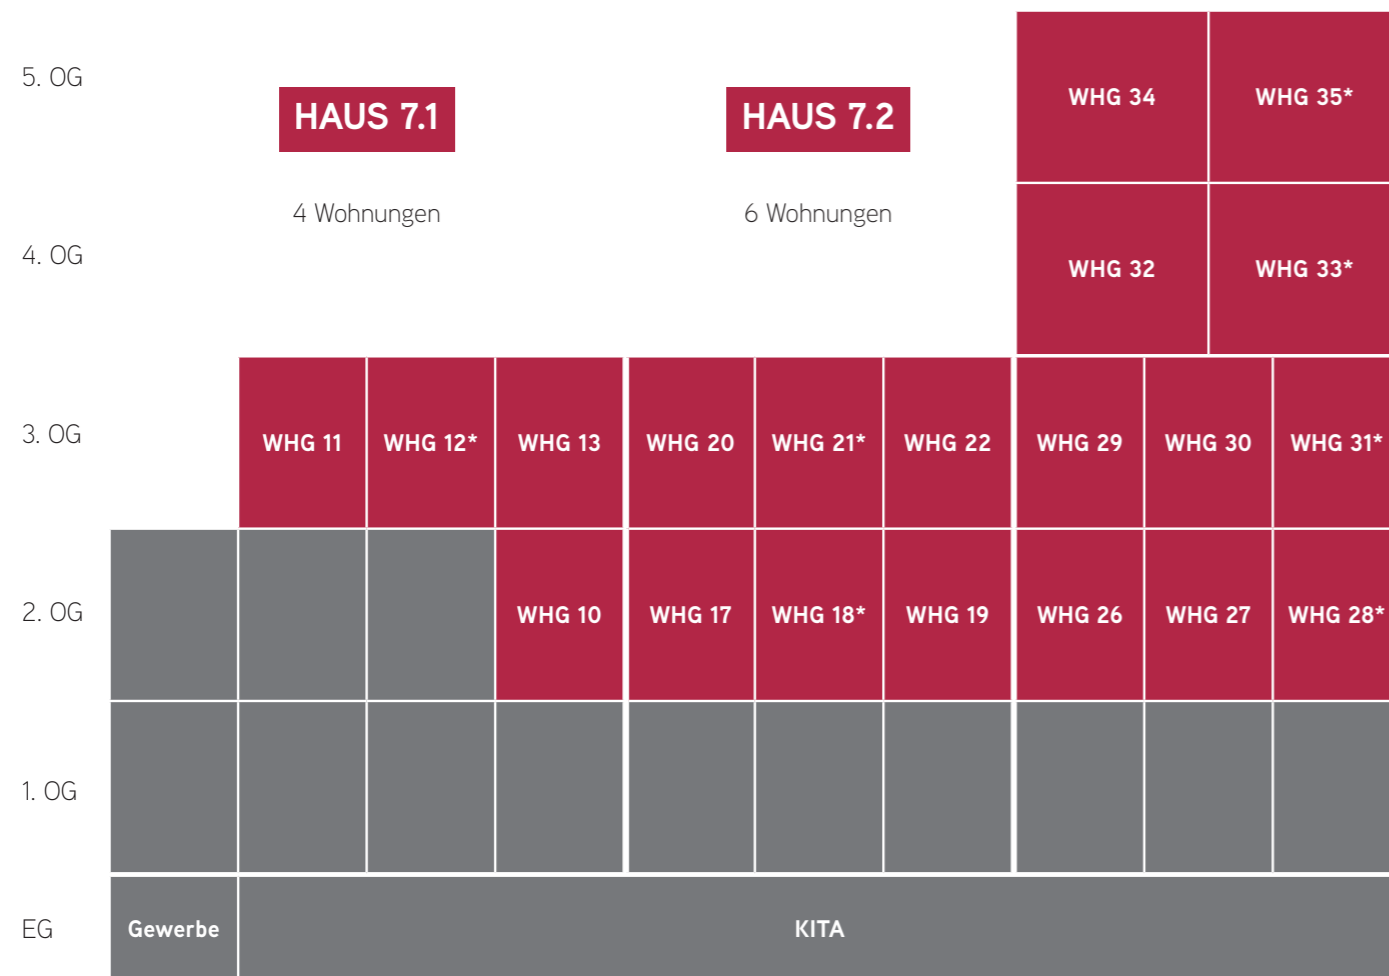 5. OG
HAUS 7.1
HAUS 7.2
WHG 34
WHG 35*
4 Wohnungen
6 Wohnungen
4. OG
WHG 32
WHG 33*
3. OG
WHG 11
WHG 12*
WHG 13
WHG 20
WHG 21*
WHG 22
WHG 29
WHG 30
WHG 31*
2. OG
WHG 10
WHG 17
WHG 18*
WHG 19
WHG 26
WHG 27
WHG 28*
1. OG
EG
Gewerbe
KITA